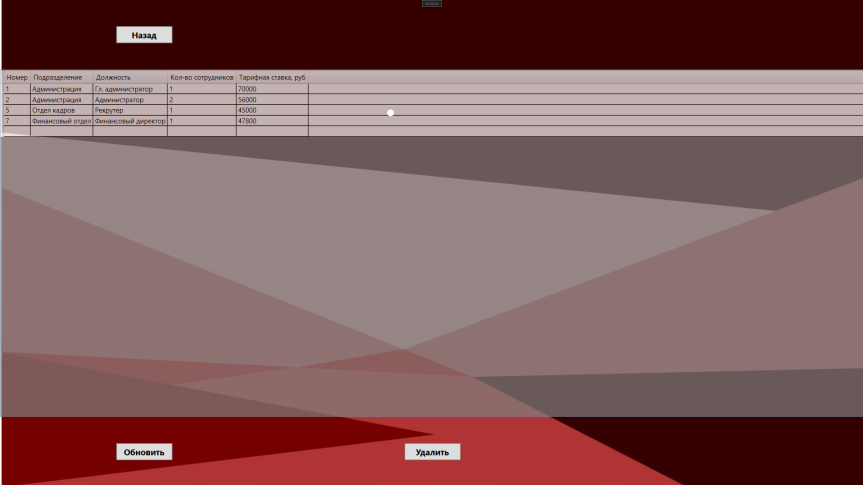 Назад
Номер Подразделение Должность Кол-во сотрудников Тарифная ставка, руб
1 Администрация Гл. администратор 1 70000
2 Администрация Администратор 2 56000
5 Отдел кадров Рекрутер 1 45000
7 Финансовый отдел Финансовый директор 1 47800
Обновить Удалить